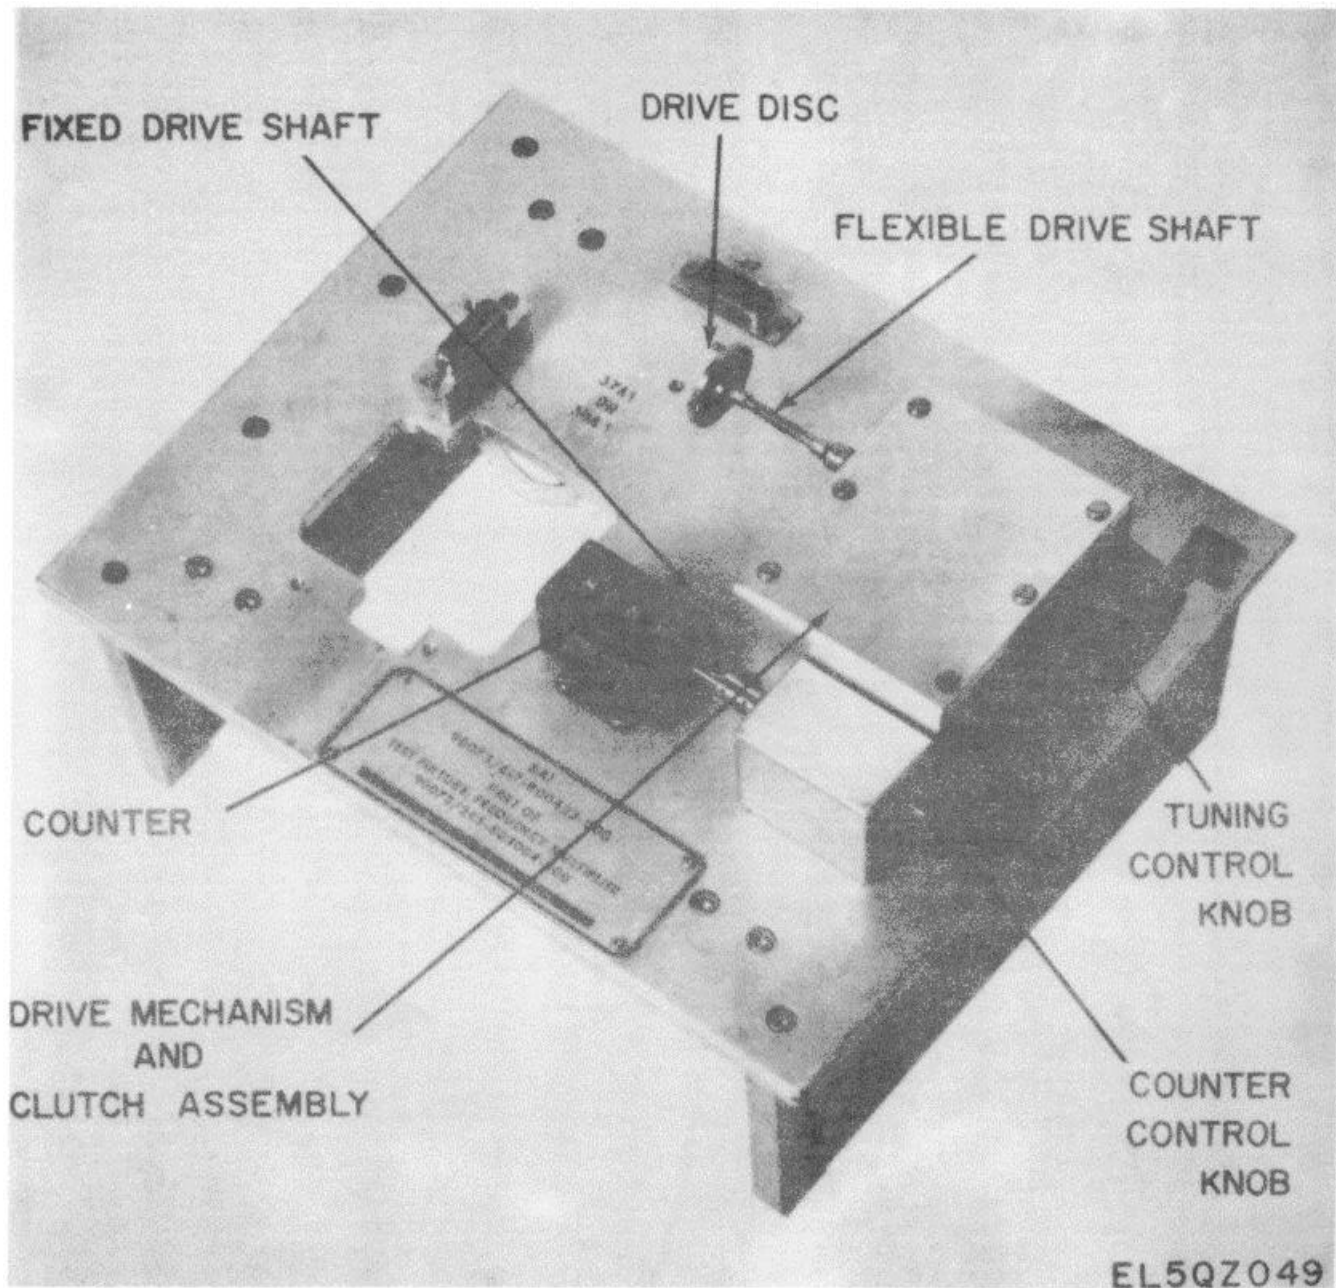 DRIVE DISC
FIXED DRIVE SHAFT
FLEXIBLE DRIVE SHAFT
COUNTER
TUNING
CONTROL
KNOB
DRIVE MECHANISM
AND
CLUTCH ASSEMBLY
COUNTER
CONTROL
KNOB
EL5QZ049